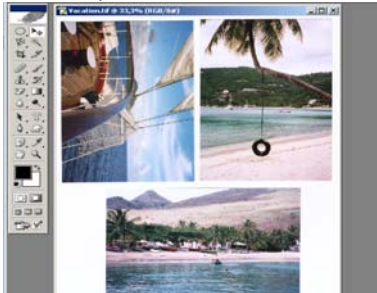 Vacation.tif @ 33,3% (RGB/8#)